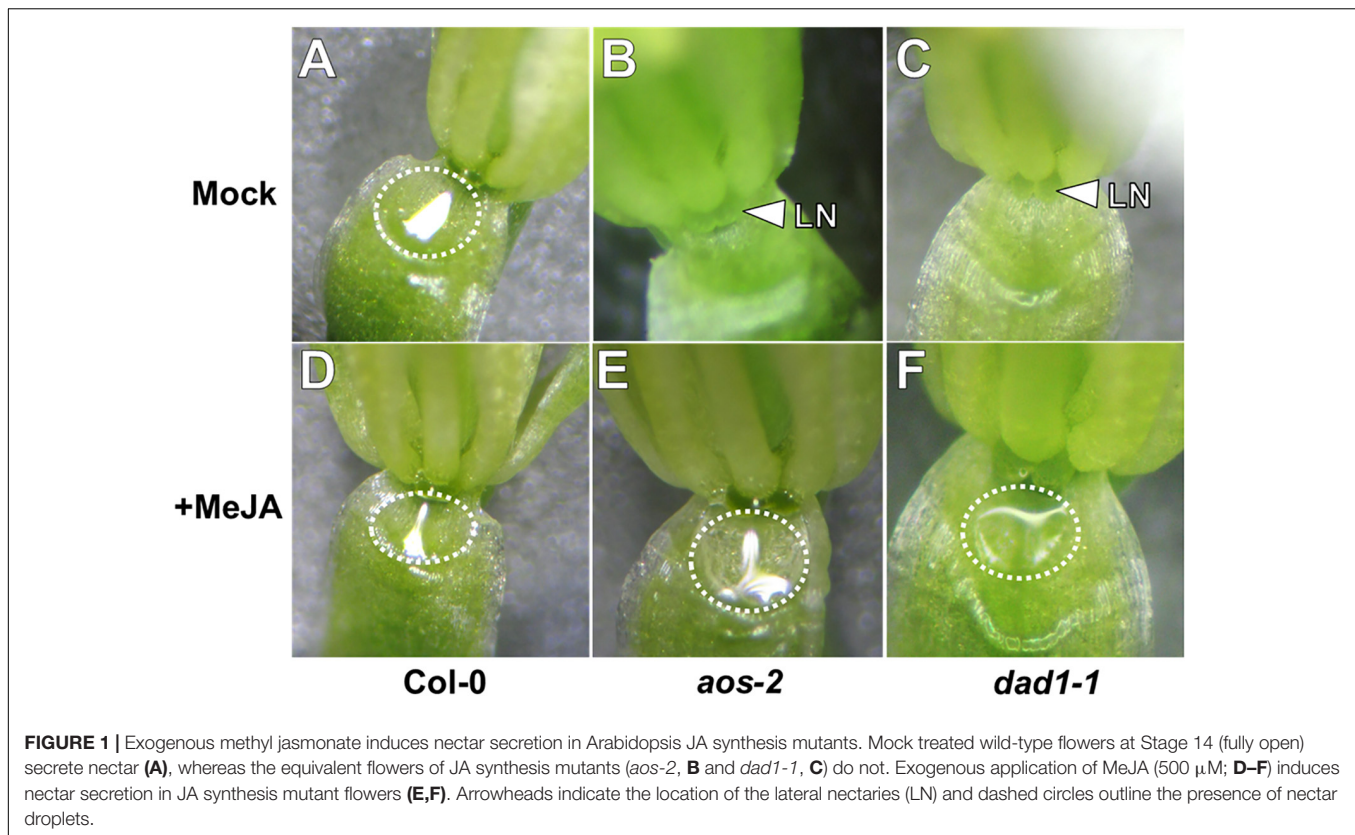 A
B
C
LN
LN
Mock
D
E
F
+MeJA
Col-0
aos-2
dad1-1
FIGURE 1 | Exogenous methyl jasmonate induces nectar secretion in Arabidopsis JA synthesis mutants. Mock treated wild-type flowers at Stage 14 (fully open)
secrete nectar (A), whereas the equivalent flowers of JA synthesis mutants (aos-2, B and dad1-1, C) do not. Exogenous application of MeJA (500 μM; D–F) induces
nectar secretion in JA synthesis mutant flowers (E,F). Arrowheads indicate the location of the lateral nectaries (LN) and dashed circles outline the presence of nectar
droplets.